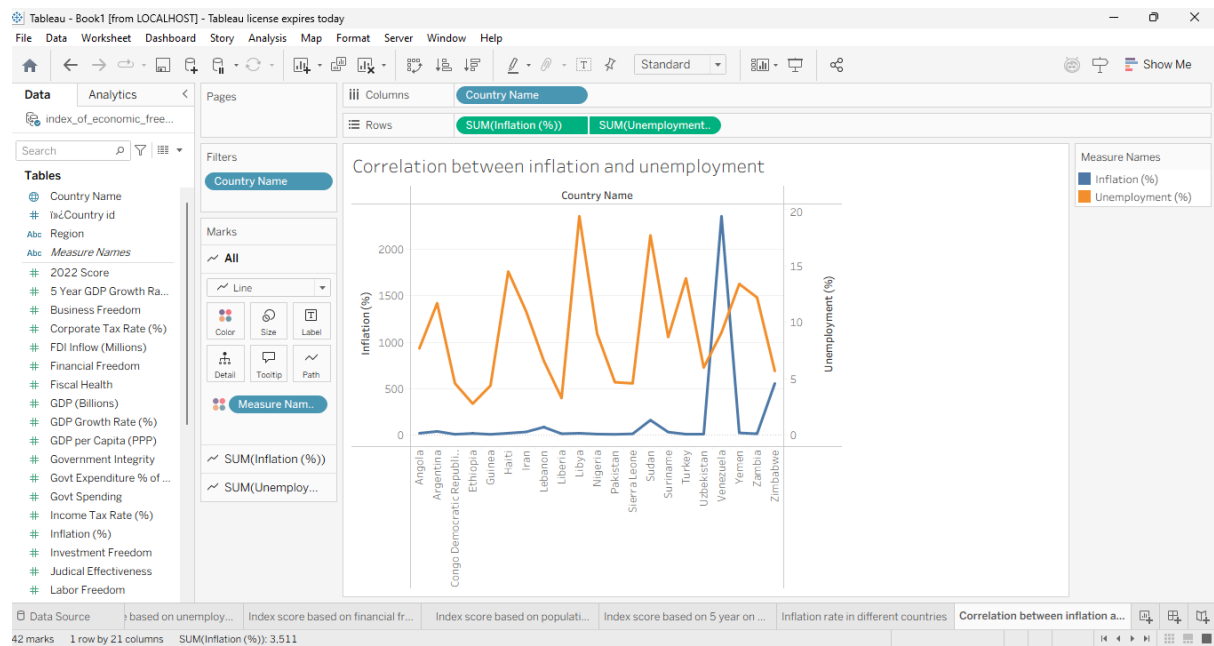 Tableau - Book1 [from LOCALHOST] - Tableau license expires today
File Data Worksheet Dashboard Story Analysis Map Format Server Window Help
Standard
Show Me
Data Analytics
index_of_economic_free...
Search
Tables
Country Name
ï»¿Country id
Abc Region
Abc Measure Names
2022 Score
5 Year GDP Growth Ra...
Business Freedom
Corporate Tax Rate (%)
FDI Inflow (Millions)
Financial Freedom
Fiscal Health
GDP (Billions)
GDP Growth Rate (%)
GDP per Capita (PPP)
Government Integrity
Govt Expenditure % of ...
Govt Spending
Income Tax Rate (%)
Inflation (%)
Investment Freedom
Judical Effectiveness
Labor Freedom
Pages
Filters
Country Name
Marks
All
Line
Color Size Label
Detail Tooltip Path
Measure Nam..
SUM(Inflation (%))
SUM(Unemploy...
Columns Country Name
Rows SUM(Inflation (%)) SUM(Unemployment..
Correlation between inflation and unemployment
Country Name
Inflation (%)
2000
1500
1000
500
0
20
15
10
5
0
Unemployment (%)
Angola
Argentina
Congo Democratic Republi..
Ethiopia
Guinea
Haiti
Iran
Lebanon
Liberia
Libya
Nigeria
Pakistan
Sierra Leone
Sudan
Suriname
Turkey
Uzbekistan
Venezuela
Yemen
Zambia
Zimbabwe
Measure Names
Inflation (%)
Unemployment (%)
Data Source
based on unemploy...
Index score based on financial fr...
Index score based on populati...
Index score based on 5 year on ...
Inflation rate in different countries
Correlation between inflation a...
42 marks 1 row by 21 columns SUM(Inflation (%)): 3,511